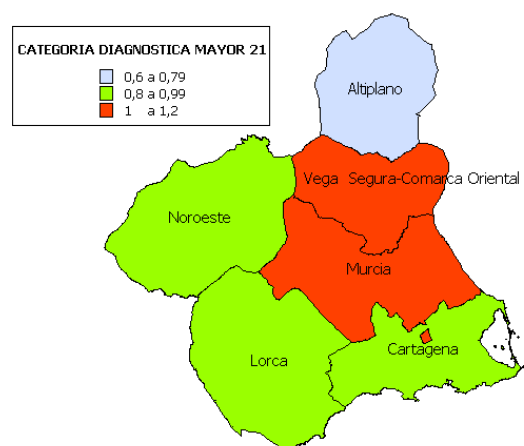 CATEGORIA DIAGNOSTICA MAYOR 21
0,6 a 0,79
0,8 a 0,99
1 a 1,2
Altiplano
Vega Segura-Comarca Oriental
Noroeste
Murcia
Cartagena
Lorca